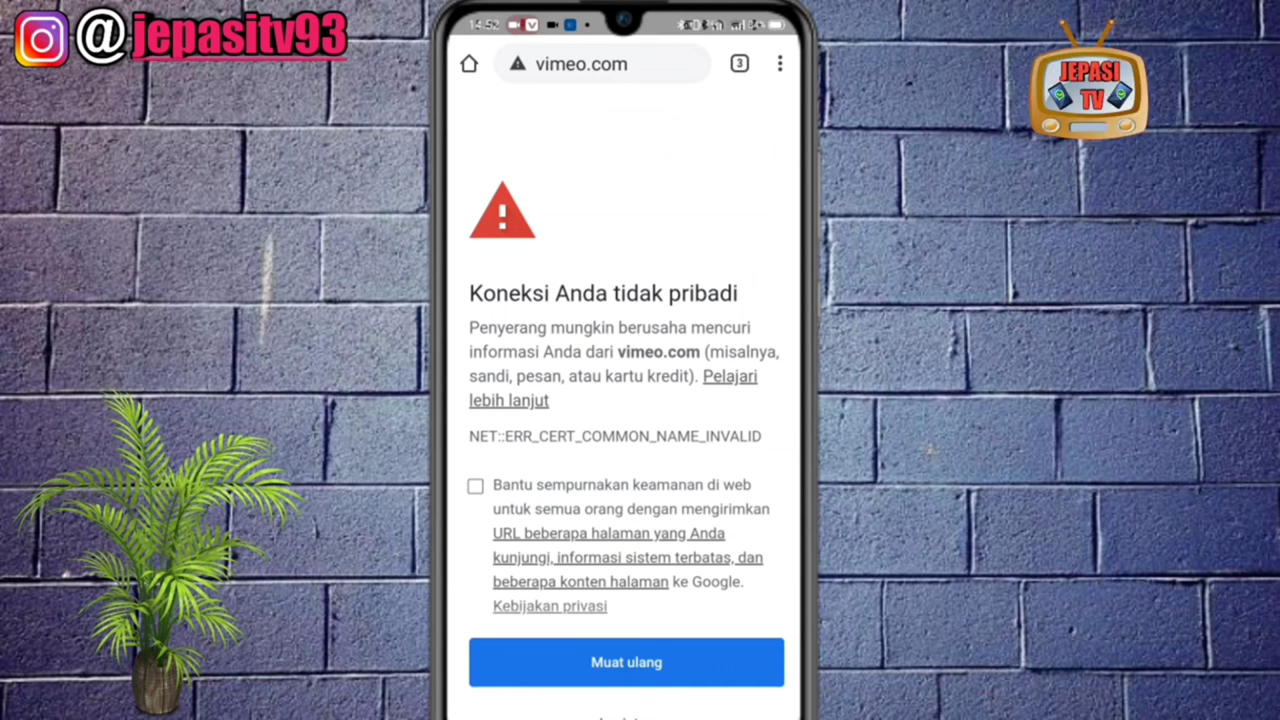 @jepasitv93
JEPASI
TV
14.52
vimeo.com
3
Koneksi Anda tidak pribadi
Penyerang mungkin berusaha mencuri
informasi Anda dari vimeo.com (misalnya,
sandi, pesan, atau kartu kredit). Pelajari
lebih lanjut
NET::ERR_CERT_COMMON_NAME_INVALID
Bantu sempurnakan keamanan di web
untuk semua orang dengan mengirimkan
URL beberapa halaman yang Anda
kunjungi, informasi sistem terbatas, dan
beberapa konten halaman ke Google.
Kebijakan privasi
Muat ulang